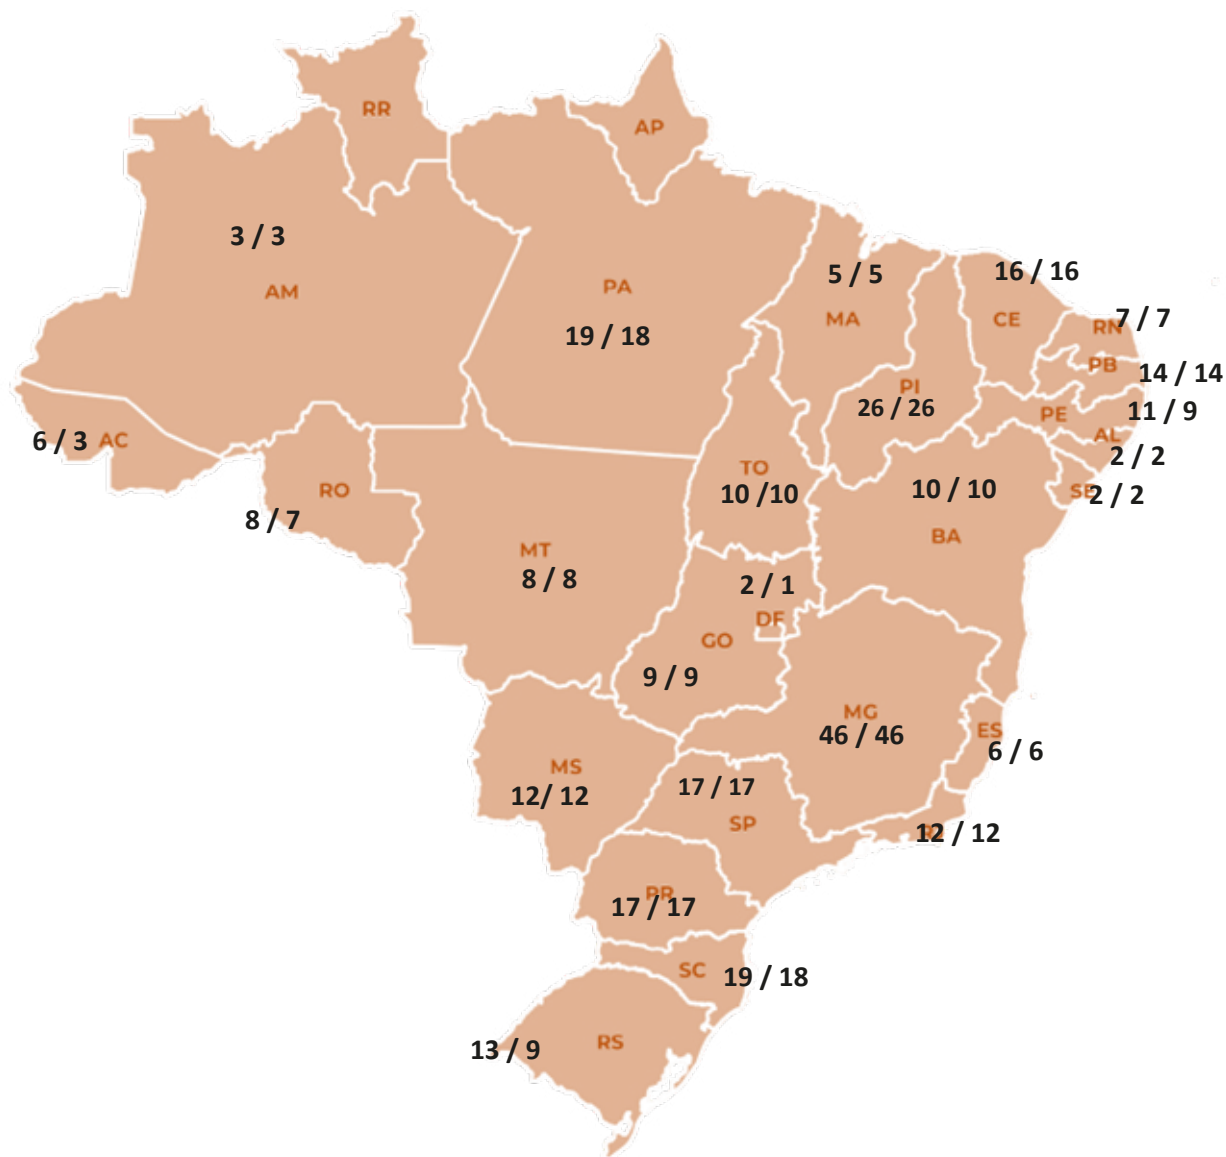 RR
AP
3 / 3
AM
PA
19 / 18
5 / 5
MA
16 / 16
CE
7 / 7
RN
PB
14 / 14
PI
26 / 26
PE
11 / 9
AL
2 / 2
SE
2 / 2
6 / 3
AC
RO
8 / 7
TO
10 /10
10 / 10
BA
MT
8 / 8
2 / 1
DF
GO
9 / 9
MG
46 / 46
ES
6 / 6
MS
12/ 12
17 / 17
SP
12 / 12
PR
17 / 17
SC
19 / 18
RS
13 / 9